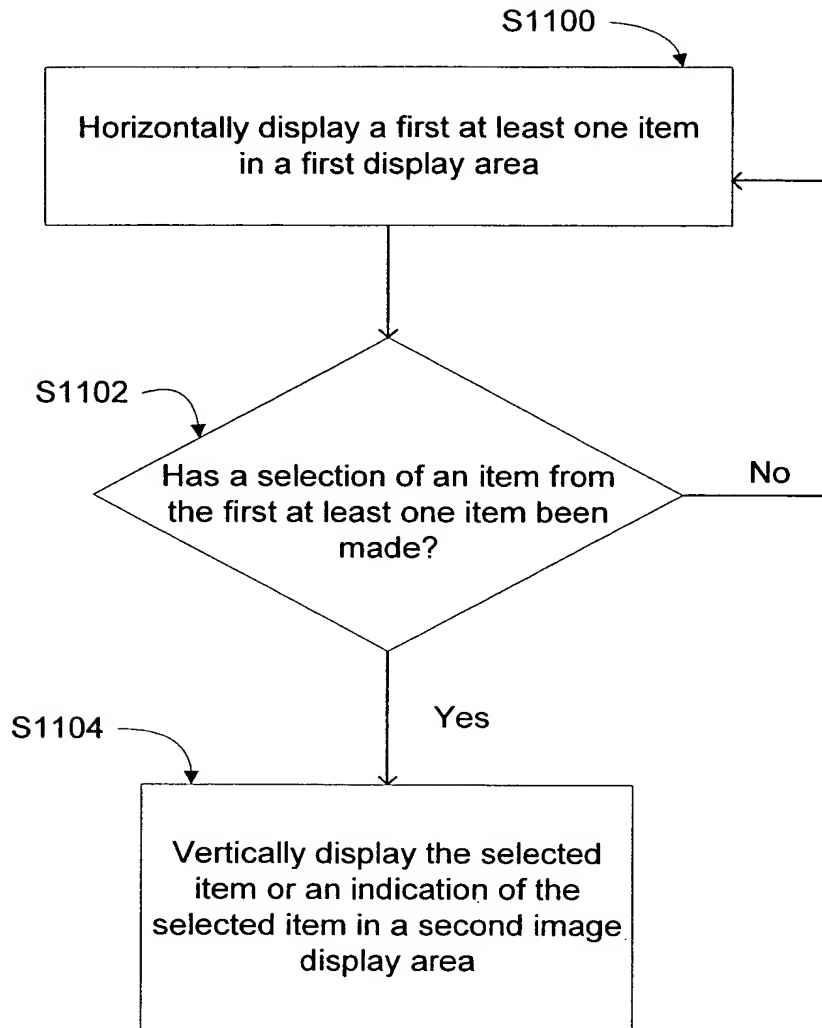 S1100
Horizontally display a first at least one item
in a first display area
S1102
Has a selection of an item from
the first at least one item been
made?
No
Yes
S1104
Vertically display the selected
item or an indication of the
selected item in a second image
display area